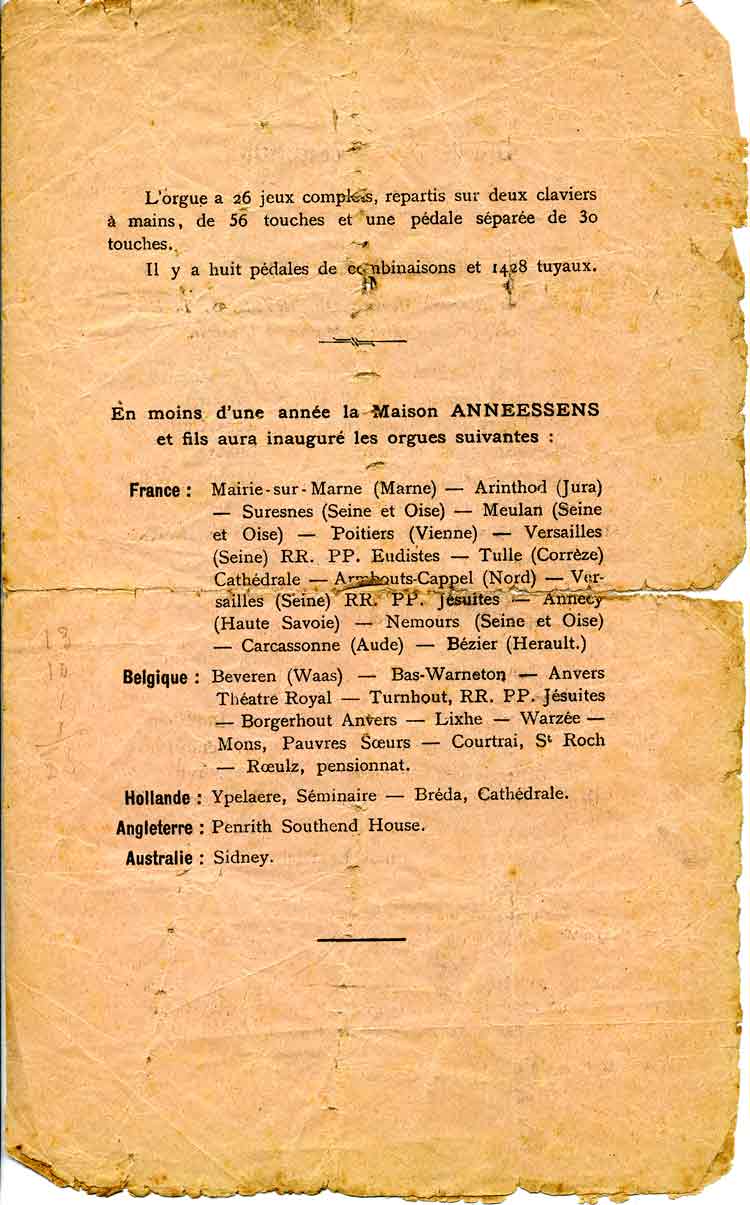 L'orgue a 26 jeux complets, repartis sur deux claviers
à mains, de 56 touches et une pédale séparée de 30
touches.
Il y a huit pédales de combinaisons et 1428 tuyaux.
En moins d'une année la Maison ANNEESSENS
et fils aura inauguré les orgues suivantes :
France : Mairie-sur-Marne (Marne) — Arinthod (Jura)
— Suresnes (Seine et Oise) — Meulan (Seine
et Oise) — Poitiers (Vienne) — Versailles
(Seine) RR. PP. Eudistes — Tulle (Corrèze)
Cathédrale — Armbouts-Cappel (Nord) — Ver-
sailles (Seine) RR. PP. Jésuites — Annecy
(Haute Savoie) — Nemours (Seine et Oise)
— Carcassonne (Aude) — Bézier (Herault.)
Belgique : Beveren (Waas) — Bas-Warneton — Anvers
Théatre Royal — Turnhout, RR. PP. Jésuites
— Borgerhout Anvers — Lixhe — Warzée —
Mons, Pauvres Sœurs — Courtrai, St Roch
— Rœulz, pensionnat.
Hollande : Ypelaere, Séminaire — Bréda, Cathédrale.
Angleterre : Penrith Southend House.
Australie : Sidney.